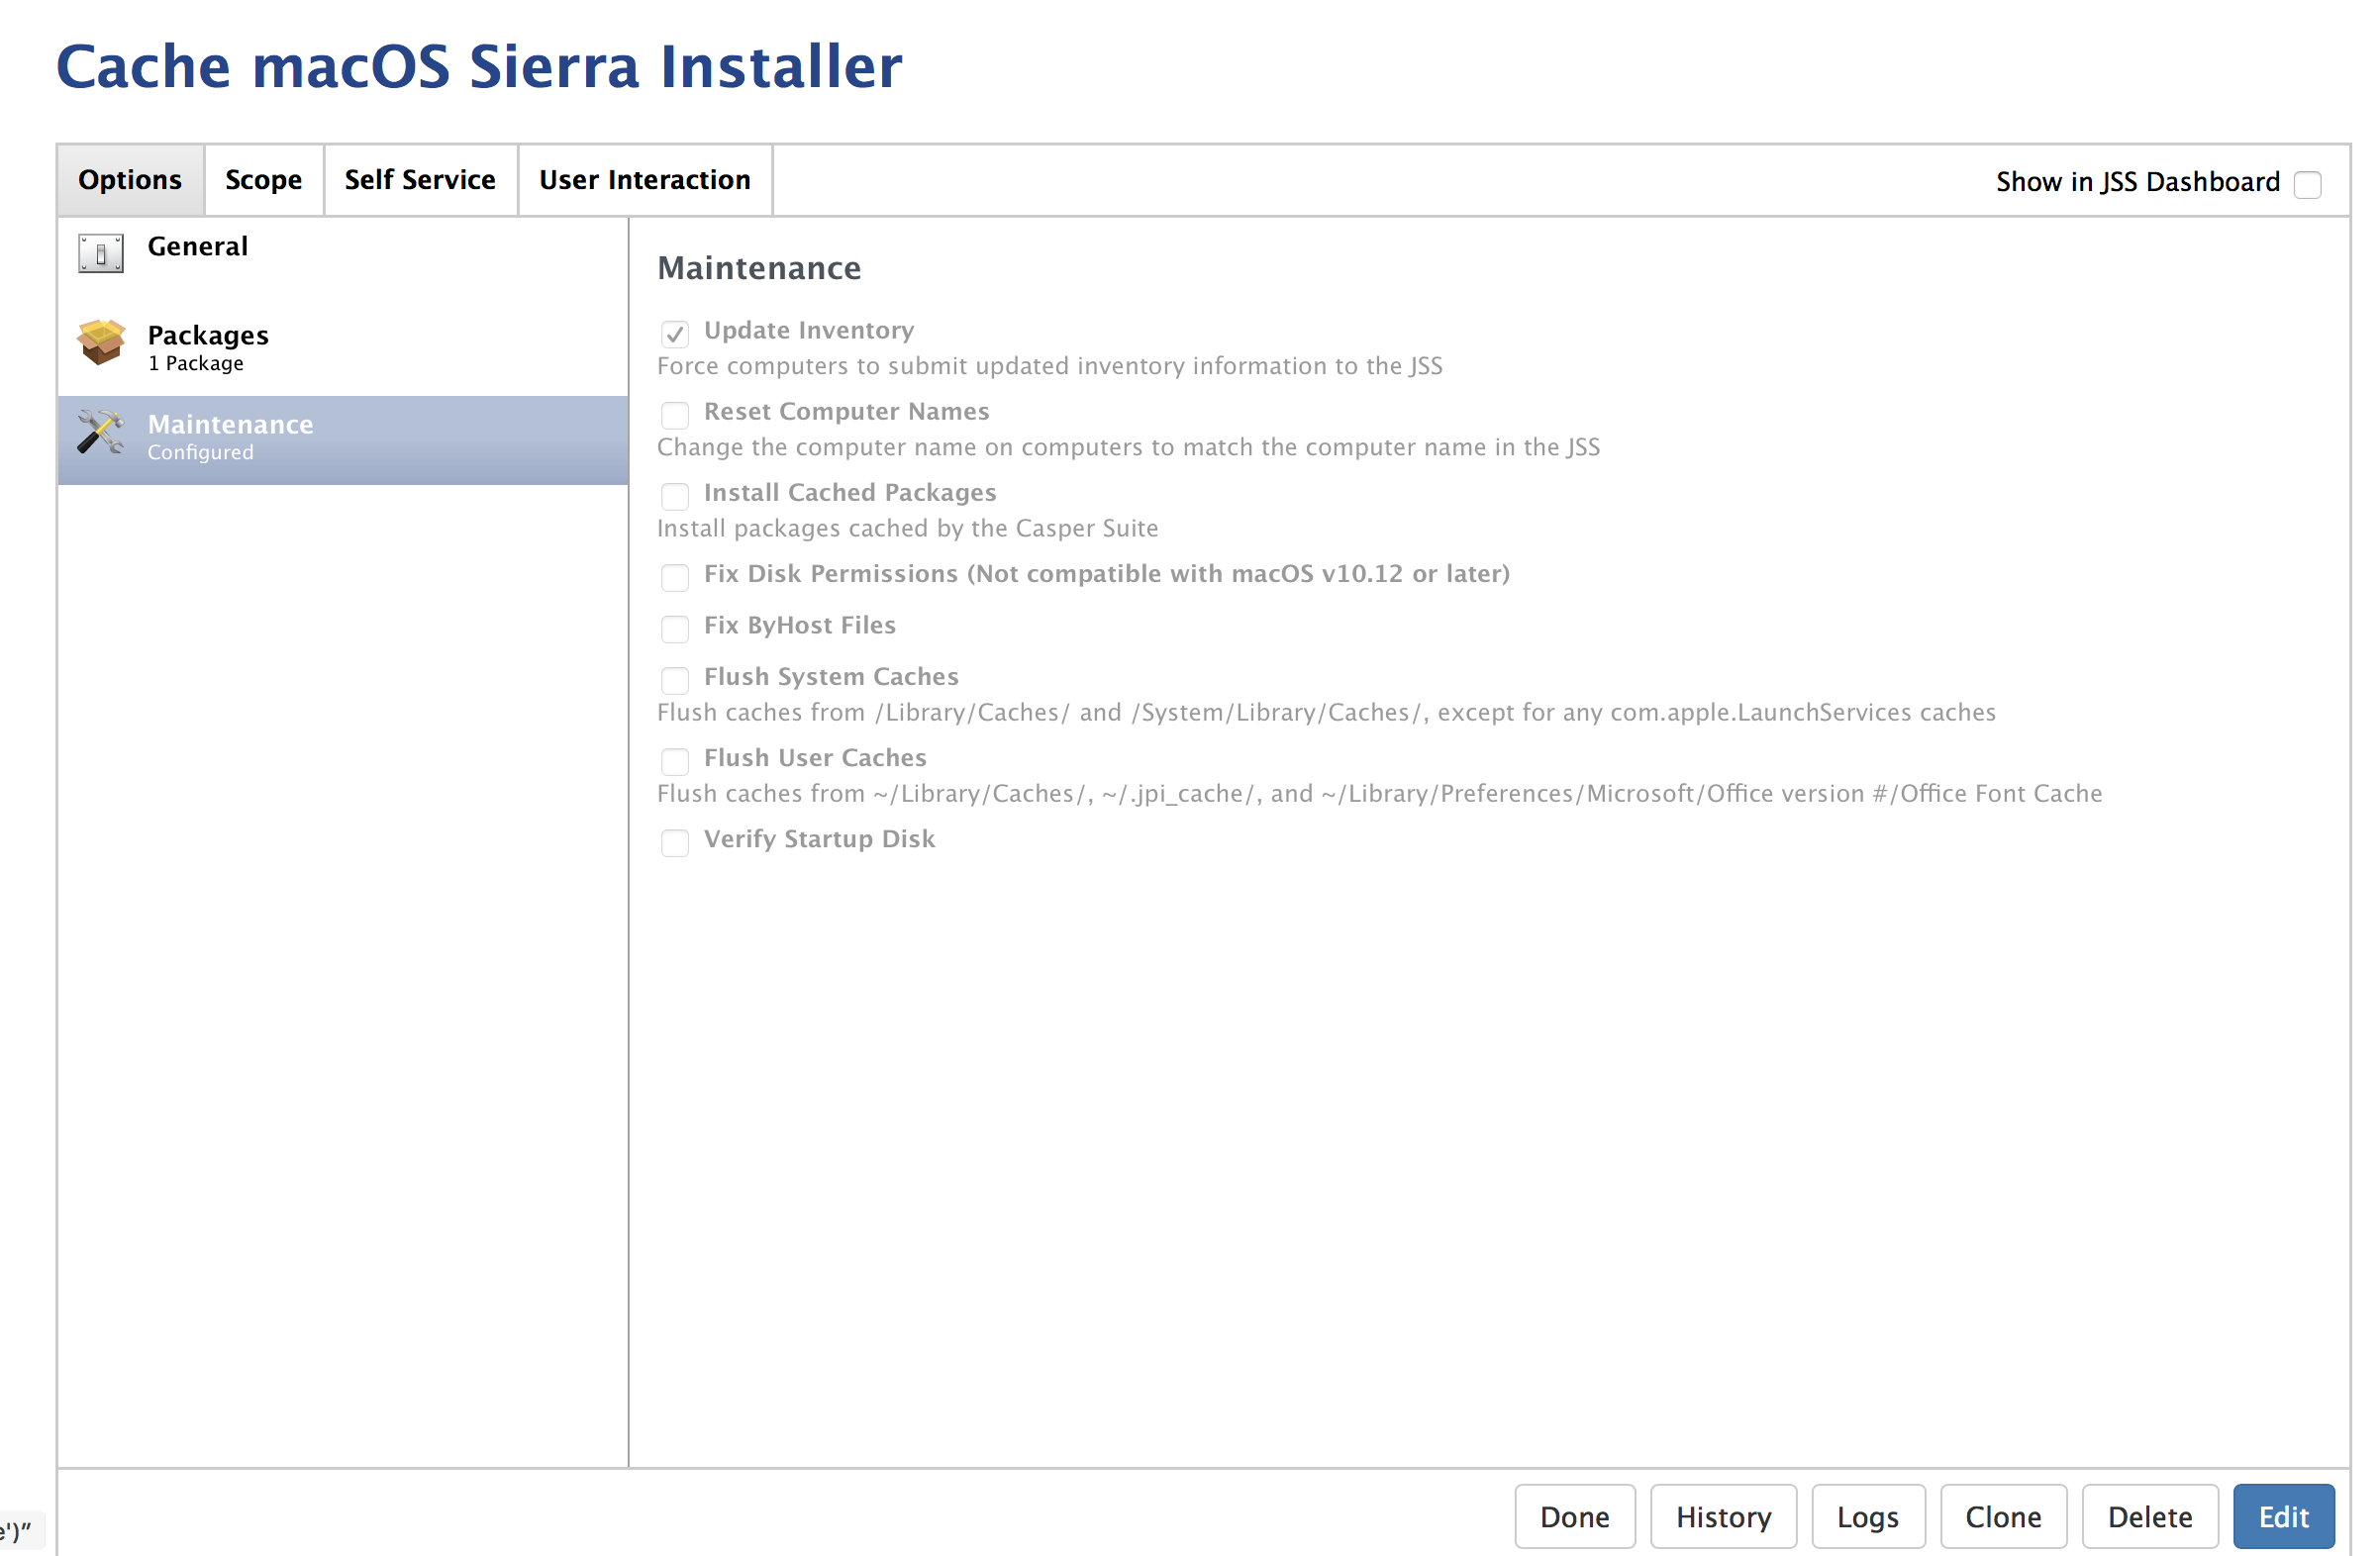 Cache macOS Sierra Installer
Options
Scope
Self Service
User Interaction
Show in JSS Dashboard
General
Packages
1 Package
Maintenance
Configured
Maintenance
Update Inventory
Force computers to submit updated inventory information to the JSS
Reset Computer Names
Change the computer name on computers to match the computer name in the JSS
Install Cached Packages
Install packages cached by the Casper Suite
Fix Disk Permissions (Not compatible with macOS v10.12 or later)
Fix ByHost Files
Flush System Caches
Flush caches from /Library/Caches/ and /System/Library/Caches/, except for any com.apple.LaunchServices caches
Flush User Caches
Flush caches from ~/Library/Caches/, ~/.jpi_cache/, and ~/Library/Preferences/Microsoft/Office version #/Office Font Cache
Verify Startup Disk
Done
History
Logs
Clone
Delete
Edit
e')”